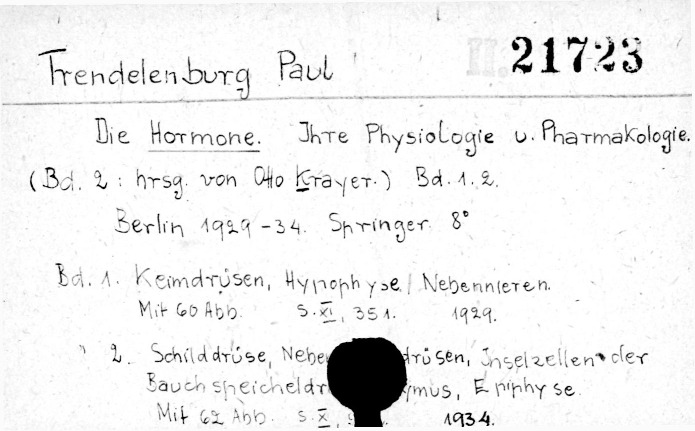 Trendelenburg Paul II. 21723
Die Hormone. Ihre Physiologie u. Pharmakologie.
(Bd. 2 : hrsg. von Otto Krayer.) Bd. 1. 2.
Berlin 1929-34. Springer 8°
Bd. 1. Keimdrüsen, Hypophyse, Nebennieren.
Mit 60 Abb. S. XI, 351. 1929.
2. Schilddrüse, Nebe drüsen, Inselzellen der
Bauchspeicheldr ymus, Epiphyse.
Mit 62 Abb. S. X, 1934.